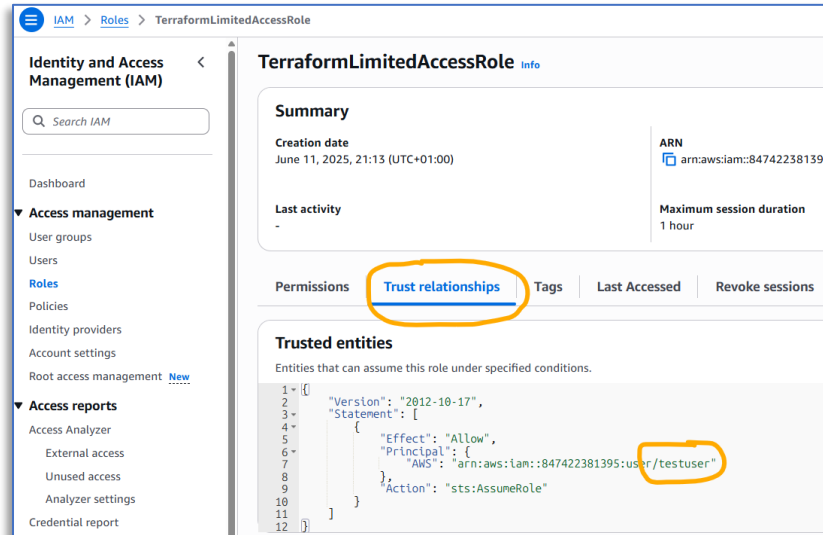 IAM > Roles > TerraformLimitedAccessRole
Identity and Access
Management (IAM)
Search IAM
Dashboard
Access management
User groups
Users
Roles
Policies
Identity providers
Account settings
Root access management New
Access reports
Access Analyzer
External access
Unused access
Analyzer settings
Credential report
TerraformLimitedAccessRole Info
Summary
Creation date
June 11, 2025, 21:13 (UTC+01:00)
ARN
arn:aws:iam::84742238139
Last activity
-
Maximum session duration
1 hour
Permissions Trust relationships Tags Last Accessed Revoke sessions
Trusted entities
Entities that can assume this role under specified conditions.
1 {
2 "Version": "2012-10-17",
3 "Statement": [
4 {
5 "Effect": "Allow",
6 "Principal": {
7 "AWS": "arn:aws:iam::847422381395:user/testuser"
8 },
9 "Action": "sts:AssumeRole"
10 }
11 ]
12 }